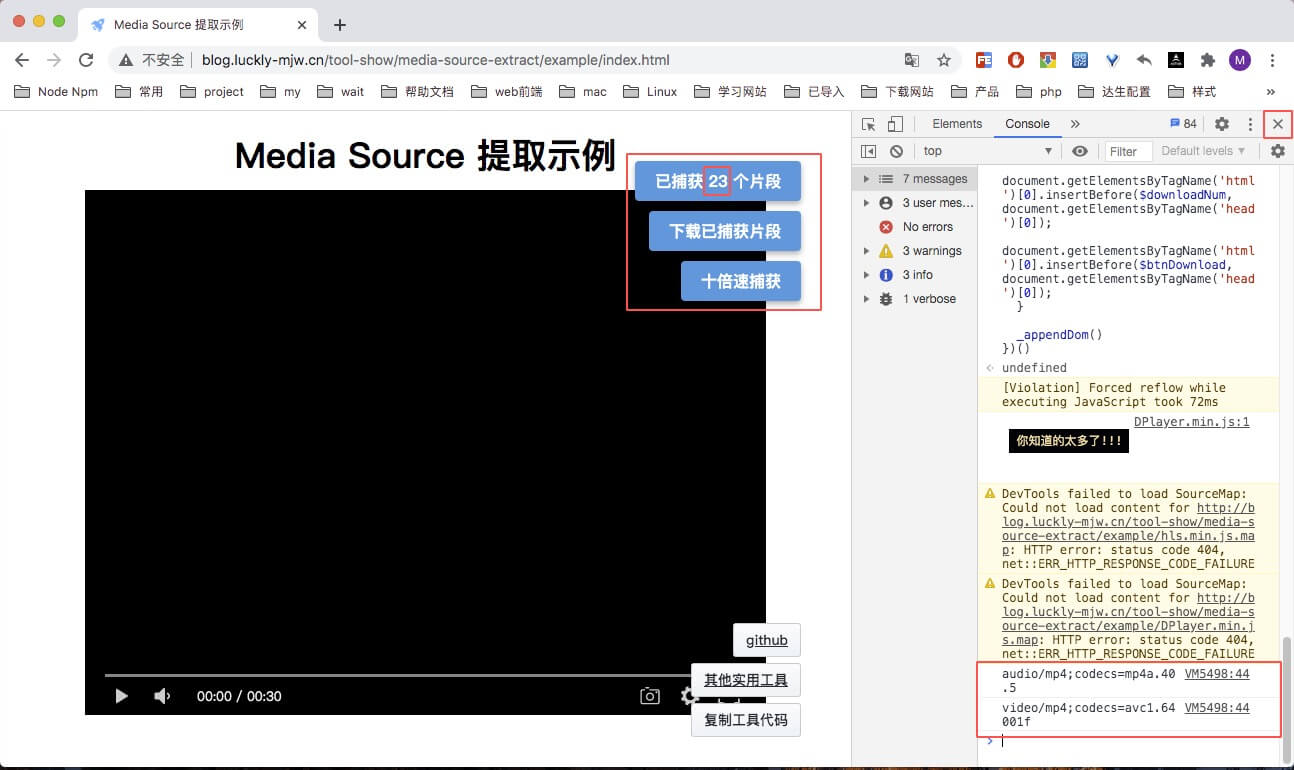 Media Source 提取示例
不安全 blog.luckly-mjw.cn/tool-show/media-source-extract/example/index.html
FE
M
Node Npm 常用 project my wait 帮助文档 web前端 mac Linux 学习网站 已导入 下载网站 产品 php 达生配置 样式 »
Media Source 提取示例
已捕获 23 个片段
下载已捕获片段
十倍速捕获
github
其他实用工具
复制工具代码
00:00 / 00:30
Elements Console » 84
top Filter Default levels
7 messages
3 user mes...
No errors
3 warnings
3 info
1 verbose
document.getElementsByTagName('html
')[0].insertBefore($downloadNum,
document.getElementsByTagName('head
')[0]);
document.getElementsByTagName('html
')[0].insertBefore($btnDownload,
document.getElementsByTagName('head
')[0]);
}
_appendDom()
})()
undefined
[Violation] Forced reflow while
executing JavaScript took 72ms
DPlayer.min.js:1
你知道的太多了!!!
DevTools failed to load SourceMap:
Could not load content for http://b
log.luckly-mjw.cn/tool-show/media-s
ource-extract/example/hls.min.js.ma
p: HTTP error: status code 404,
net::ERR_HTTP_RESPONSE_CODE_FAILURE
DevTools failed to load SourceMap:
Could not load content for http://b
log.luckly-mjw.cn/tool-show/media-s
ource-extract/example/DPlayer.min.j
s.map: HTTP error: status code 404,
net::ERR_HTTP_RESPONSE_CODE_FAILURE
audio/mp4;codecs=mp4a.40 VM5498:44
.5
video/mp4;codecs=avc1.64 VM5498:44
001f